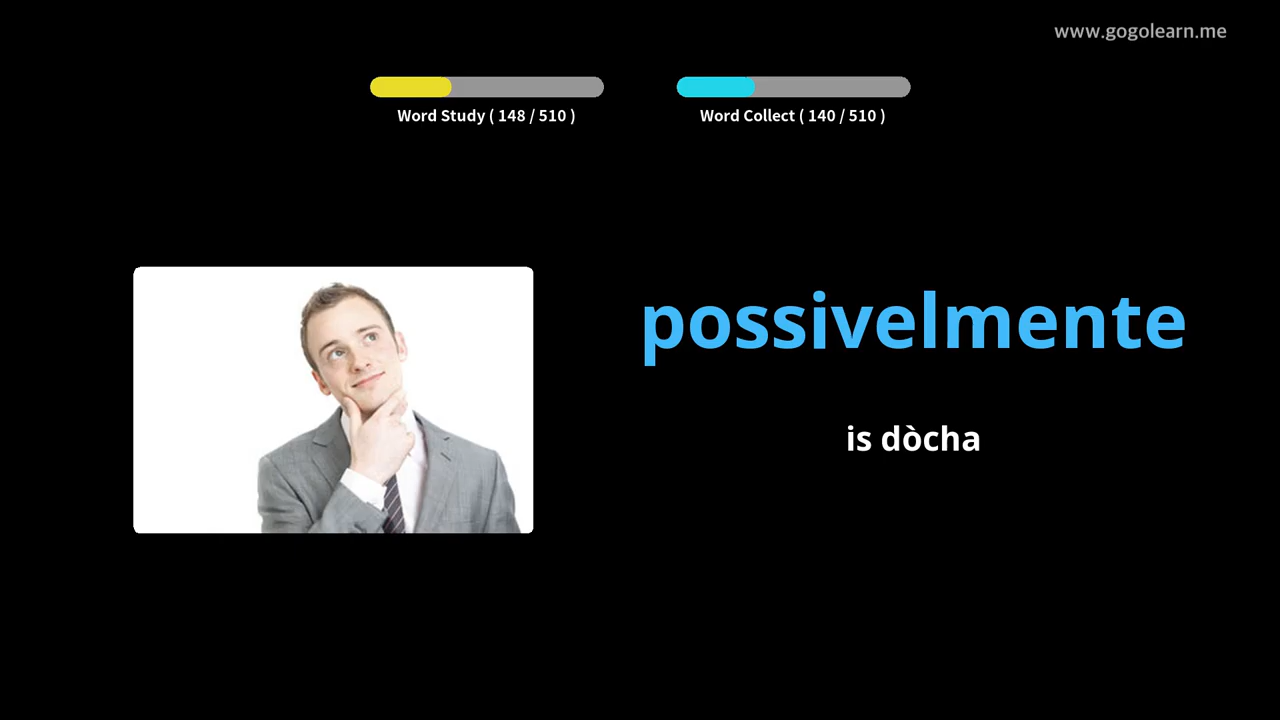 www.gogolearn.me
Word Study ( 148 / 510 )
Word Collect ( 140 / 510 )
possivelmente
is dòcha